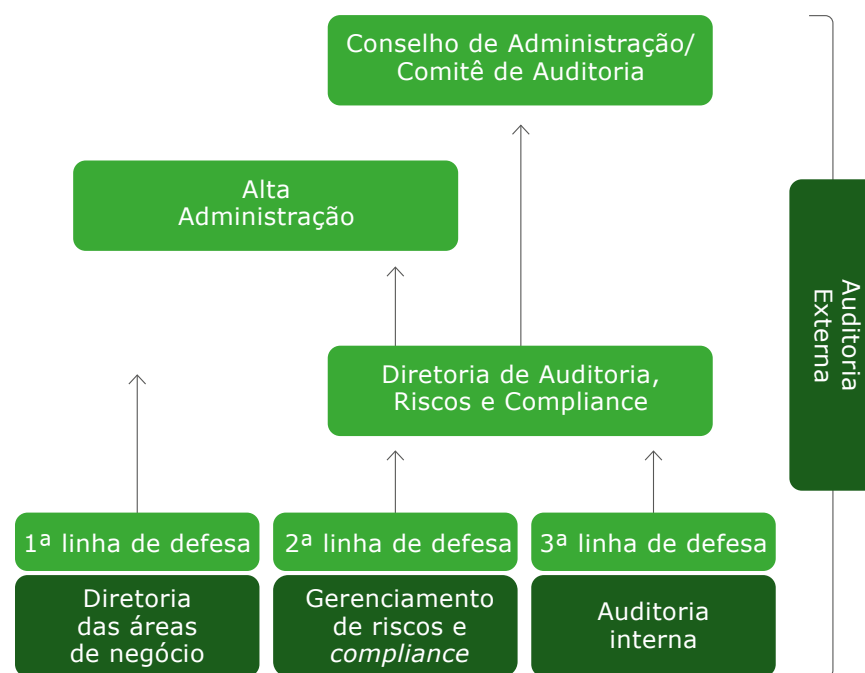 Conselho de Administração/
Comitê de Auditoria
Alta
Administração
Auditoria
Externa
Diretoria de Auditoria,
Riscos e Compliance
1ª linha de defesa
2ª linha de defesa
3ª linha de defesa
Diretoria
das áreas
de negócio
Gerenciamento
de riscos e
compliance
Auditoria
interna